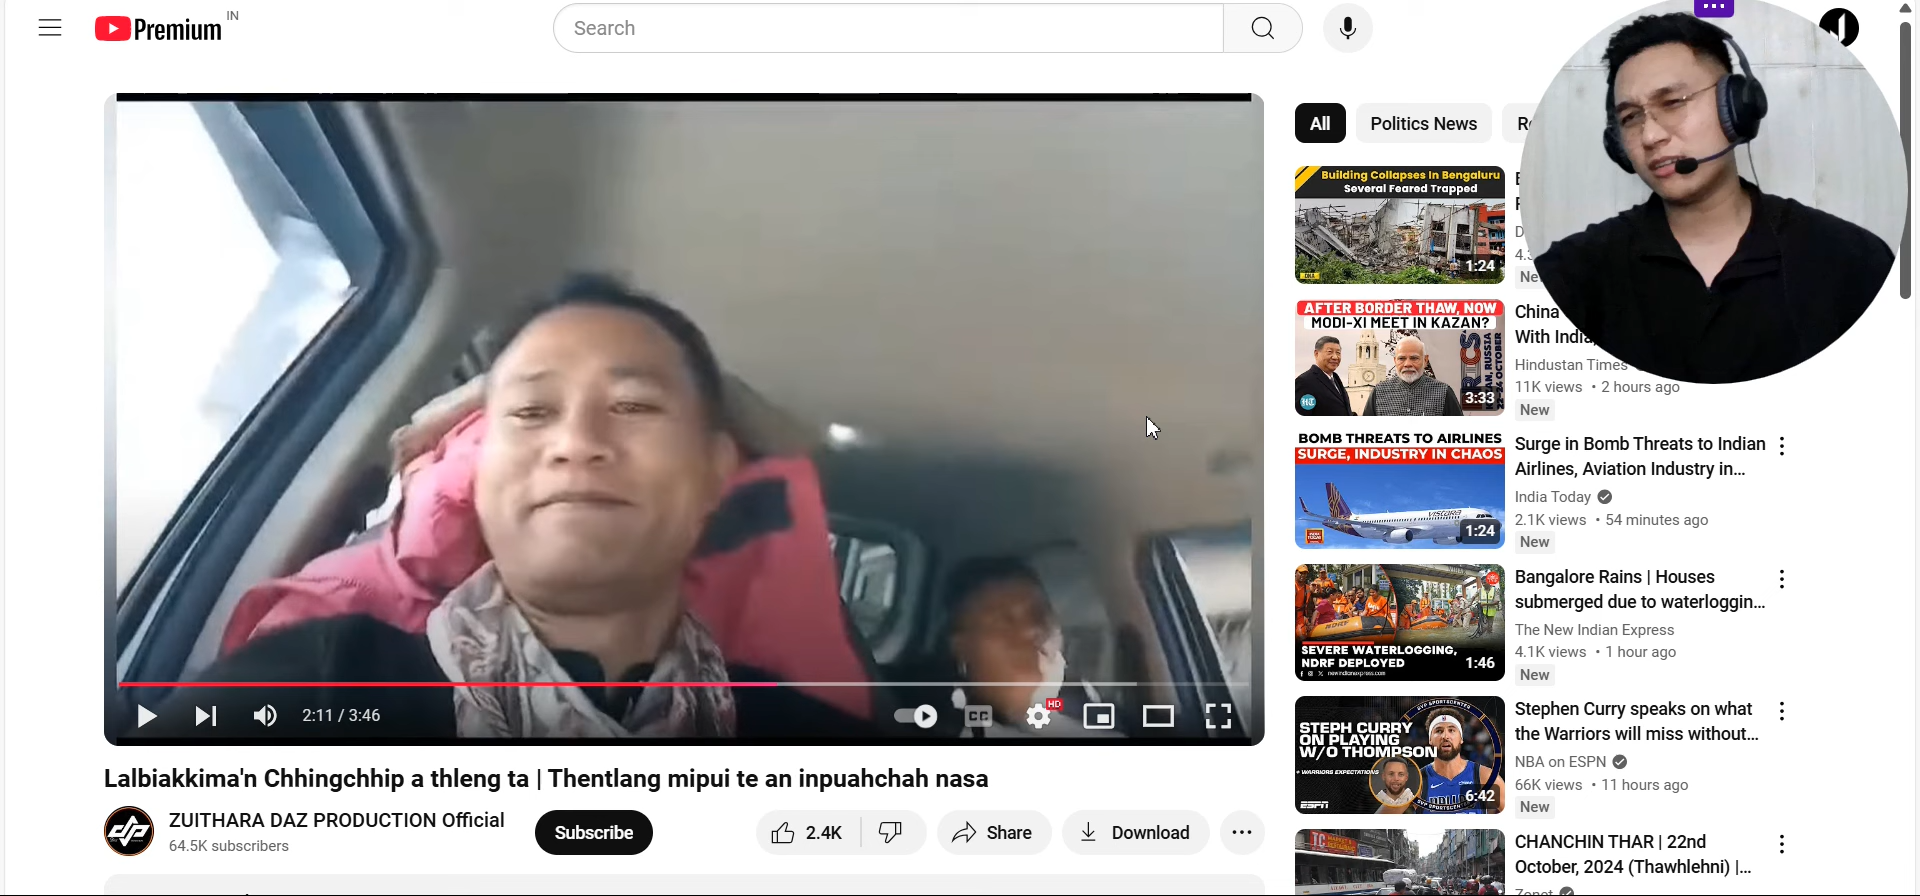 Premium
IN
Search
2:11 / 3:46
CC
HD
Lalbiakkima'n Chhingchhip a thleng ta | Thentlang mipui te an inpuahchah nasa
ZUITHARA DAZ PRODUCTION Official
64.5K subscribers
Subscribe
2.4K
Share
Download
All
Politics News
Building Collapses In Bengaluru
Several Feared Trapped
1:24
AFTER BORDER THAW, NOW
MODI-XI MEET IN KAZAN?
3:33
China
With India,
Hindustan Times
11K views • 2 hours ago
New
BOMB THREATS TO AIRLINES
SURGE, INDUSTRY IN CHAOS
VISTARA
1:24
Surge in Bomb Threats to Indian
Airlines, Aviation Industry in...
India Today
2.1K views • 54 minutes ago
New
NDRF
SEVERE WATERLOGGING,
NDRF DEPLOYED
1:46
Bangalore Rains | Houses
submerged due to waterloggin...
The New Indian Express
4.1K views • 1 hour ago
New
STEPH CURRY
ON PLAYING
W/O THOMPSON
+ WARRIORS EXPECTATIONS
ESPN
6:42
Stephen Curry speaks on what
the Warriors will miss without...
NBA on ESPN
66K views • 11 hours ago
New
CHANCHIN THAR | 22nd
October, 2024 (Thawhlehni) |...
Zonet